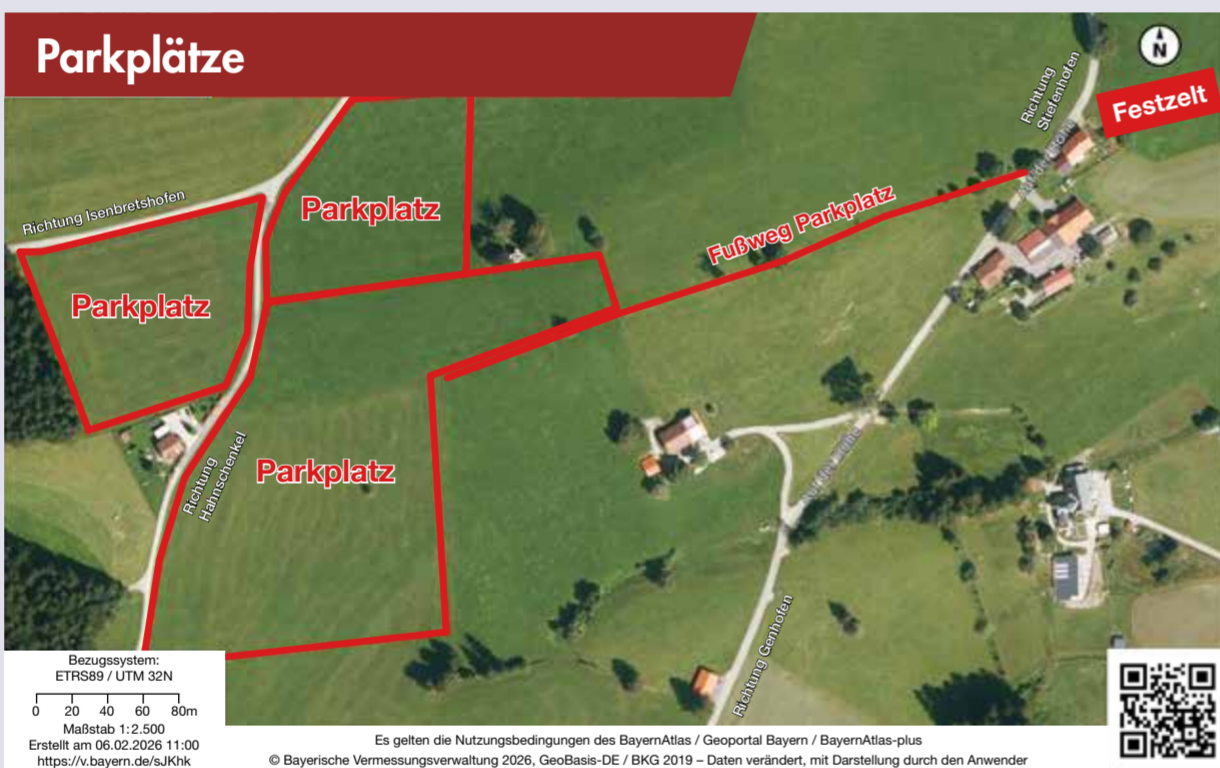 Parkplätze
N
Richtung
Stiefenhofen
Festzelt
Richtung Isenbretshofen
Parkplatz
Fußweg Parkplatz
Parkplatz
Parkplatz
Richtung
Hahnschenkel
Richtung Genhofen
Bezugssystem:
ETRS89 / UTM 32N
0 20 40 60 80m
Maßstab 1:2.500
Erstellt am 06.02.2026 11:00
https://v.bayern.de/sJKhk
Es gelten die Nutzungsbedingungen des BayernAtlas / Geoportal Bayern / BayernAtlas-plus
© Bayerische Vermessungsverwaltung 2026, GeoBasis-DE / BKG 2019 – Daten verändert, mit Darstellung durch den Anwender